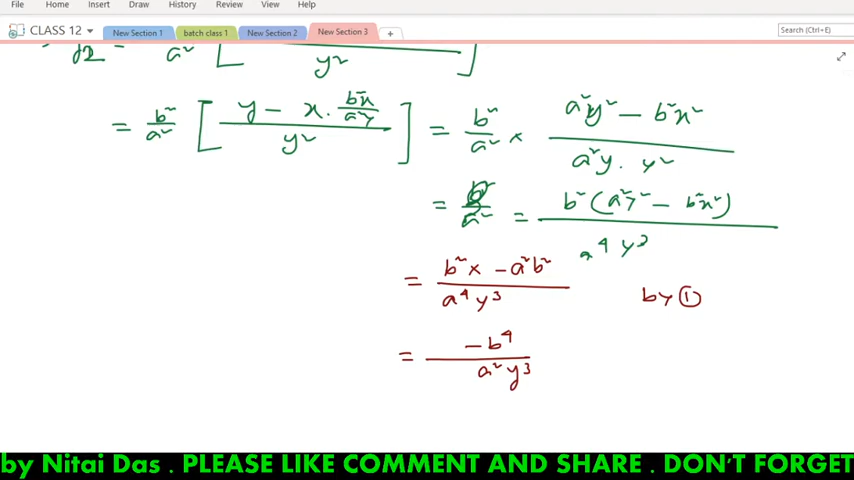 File Home Insert Draw History Review View Help
CLASS 12 New Section 1 batch class 1 New Section 2 New Section 3 + Search (Ctrl+E)
y2 = a² [ y² ]
= b²/a² [ (y - x · b²x/a²y) / y² ] = b²/a² × (a²y² - b²x²) / (a²y · y²)
= b²/a² = b²(a²y² - b²x²) / a⁴y³
= b²x - a²b² / a⁴y³ by ①
= -b⁴ / a²y³
by Nitai Das . PLEASE LIKE COMMENT AND SHARE . DON'T FORGET